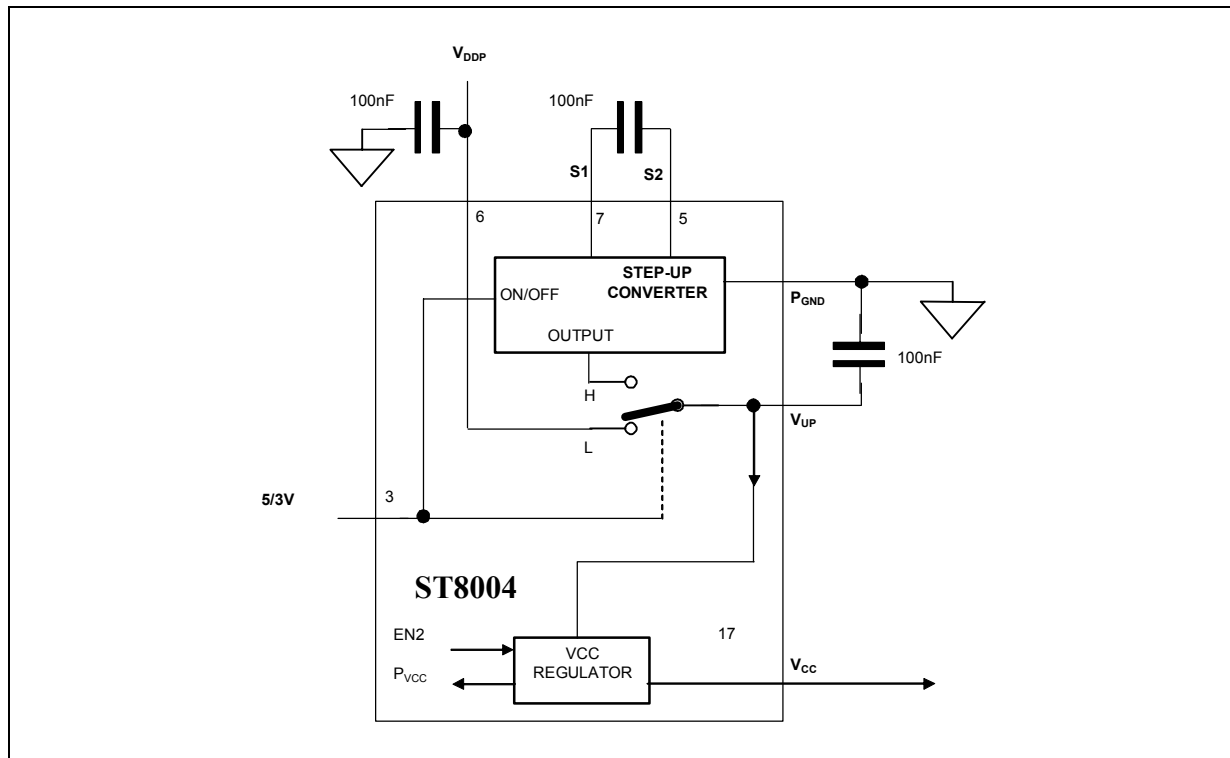 VDDP
100nF
100nF
S1
S2
6
7
5
STEP-UP
CONVERTER
ON/OFF
PGND
OUTPUT
100nF
H
VUP
L
5/3V
3
ST8004
EN2
17
VCC
REGULATOR
VCC
PVCC